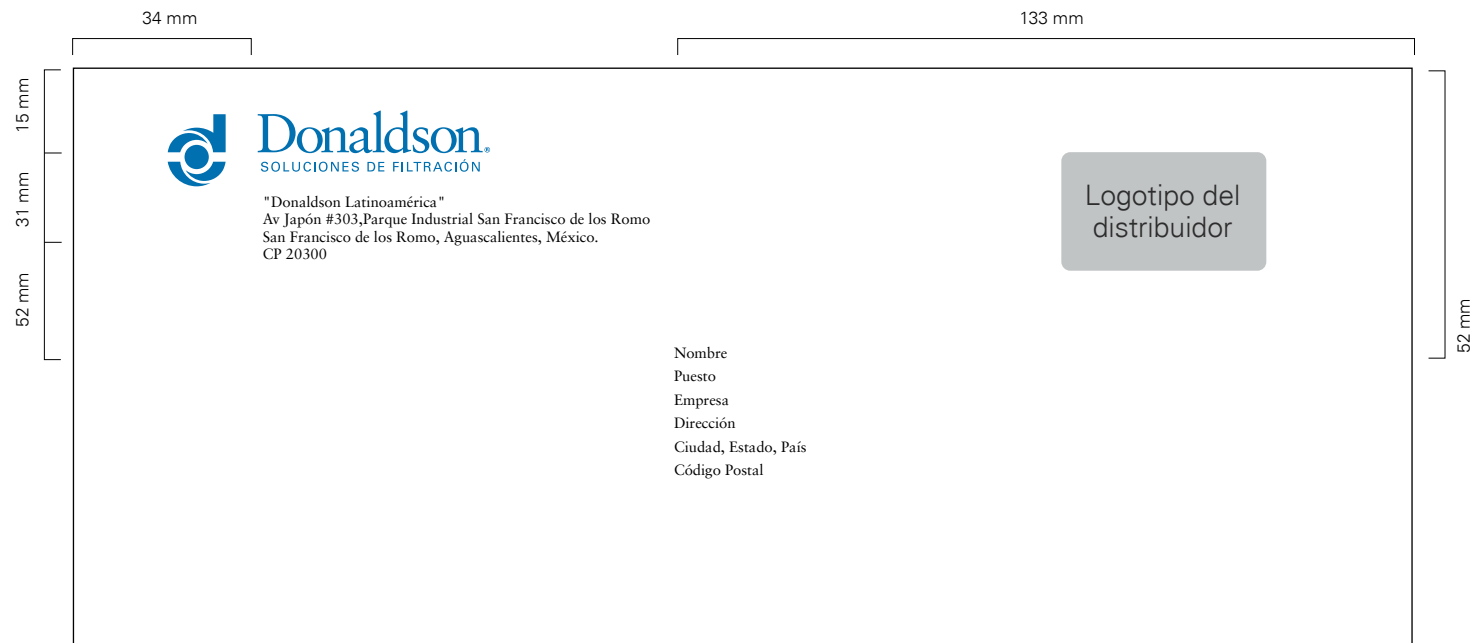 34 mm
133 mm
15 mm
31 mm
52 mm
52 mm
Donaldson®
SOLUCIONES DE FILTRACIÓN
"Donaldson Latinoamérica"
Av Japón #303,Parque Industrial San Francisco de los Romo
San Francisco de los Romo, Aguascalientes, México.
CP 20300
Logotipo del
distribuidor
Nombre
Puesto
Empresa
Dirección
Ciudad, Estado, País
Código Postal